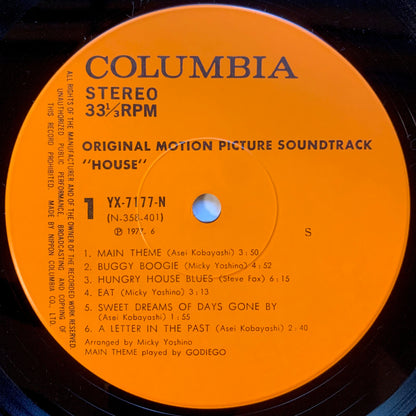 COLUMBIA
STEREO
33⅓RPM
ORIGINAL MOTION PICTURE SOUNDTRACK
"HOUSE"
1 YX-7177-N
(N-358-401)
Ⓟ 1977. 6
S
1. MAIN THEME (Asei Kobayashi) 3:50
2. BUGGY BOOGIE (Micky Yoshino) 4:52
3. HUNGRY HOUSE BLUES (Steve Fox) 6:15
4. EAT (Micky Yoshino) 3:13
5. SWEET DREAMS OF DAYS GONE BY
(Asei Kobayashi) 1:55
6. A LETTER IN THE PAST (Asei Kobayashi) 2:40
Arranged by Micky Yoshino
MAIN THEME played by GODIEGO
ALL RIGHTS OF THE MANUFACTURER AND OF THE OWNER OF THE RECORDED WORK RESERVED.
UNAUTHORIZED PUBLIC PERFORMANCE, BROADCASTING AND COPYING OF
THIS RECORD PROHIBITED. MADE BY NIPPON COLUMBIA CO., LTD.